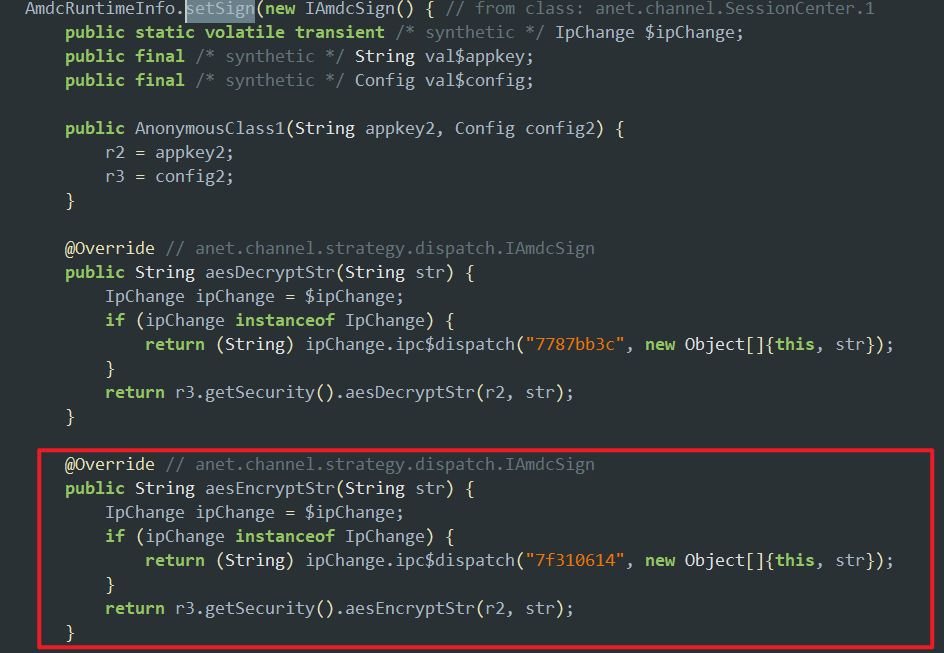 AmdcRuntimeInfo.setSign(new IAmdcSign() { // from class: anet.channel.SessionCenter.1
    public static volatile transient /* synthetic */ IpChange $ipChange;
    public final /* synthetic */ String val$appkey;
    public final /* synthetic */ Config val$config;

    public AnonymousClass1(String appkey2, Config config2) {
        r2 = appkey2;
        r3 = config2;
    }

    @Override // anet.channel.strategy.dispatch.IAmdcSign
    public String aesDecryptStr(String str) {
        IpChange ipChange = $ipChange;
        if (ipChange instanceof IpChange) {
            return (String) ipChange.ipc$dispatch("7787bb3c", new Object[]{this, str});
        }
        return r3.getSecurity().aesDecryptStr(r2, str);
    }

    @Override // anet.channel.strategy.dispatch.IAmdcSign
    public String aesEncryptStr(String str) {
        IpChange ipChange = $ipChange;
        if (ipChange instanceof IpChange) {
            return (String) ipChange.ipc$dispatch("7f310614", new Object[]{this, str});
        }
        return r3.getSecurity().aesEncryptStr(r2, str);
    }